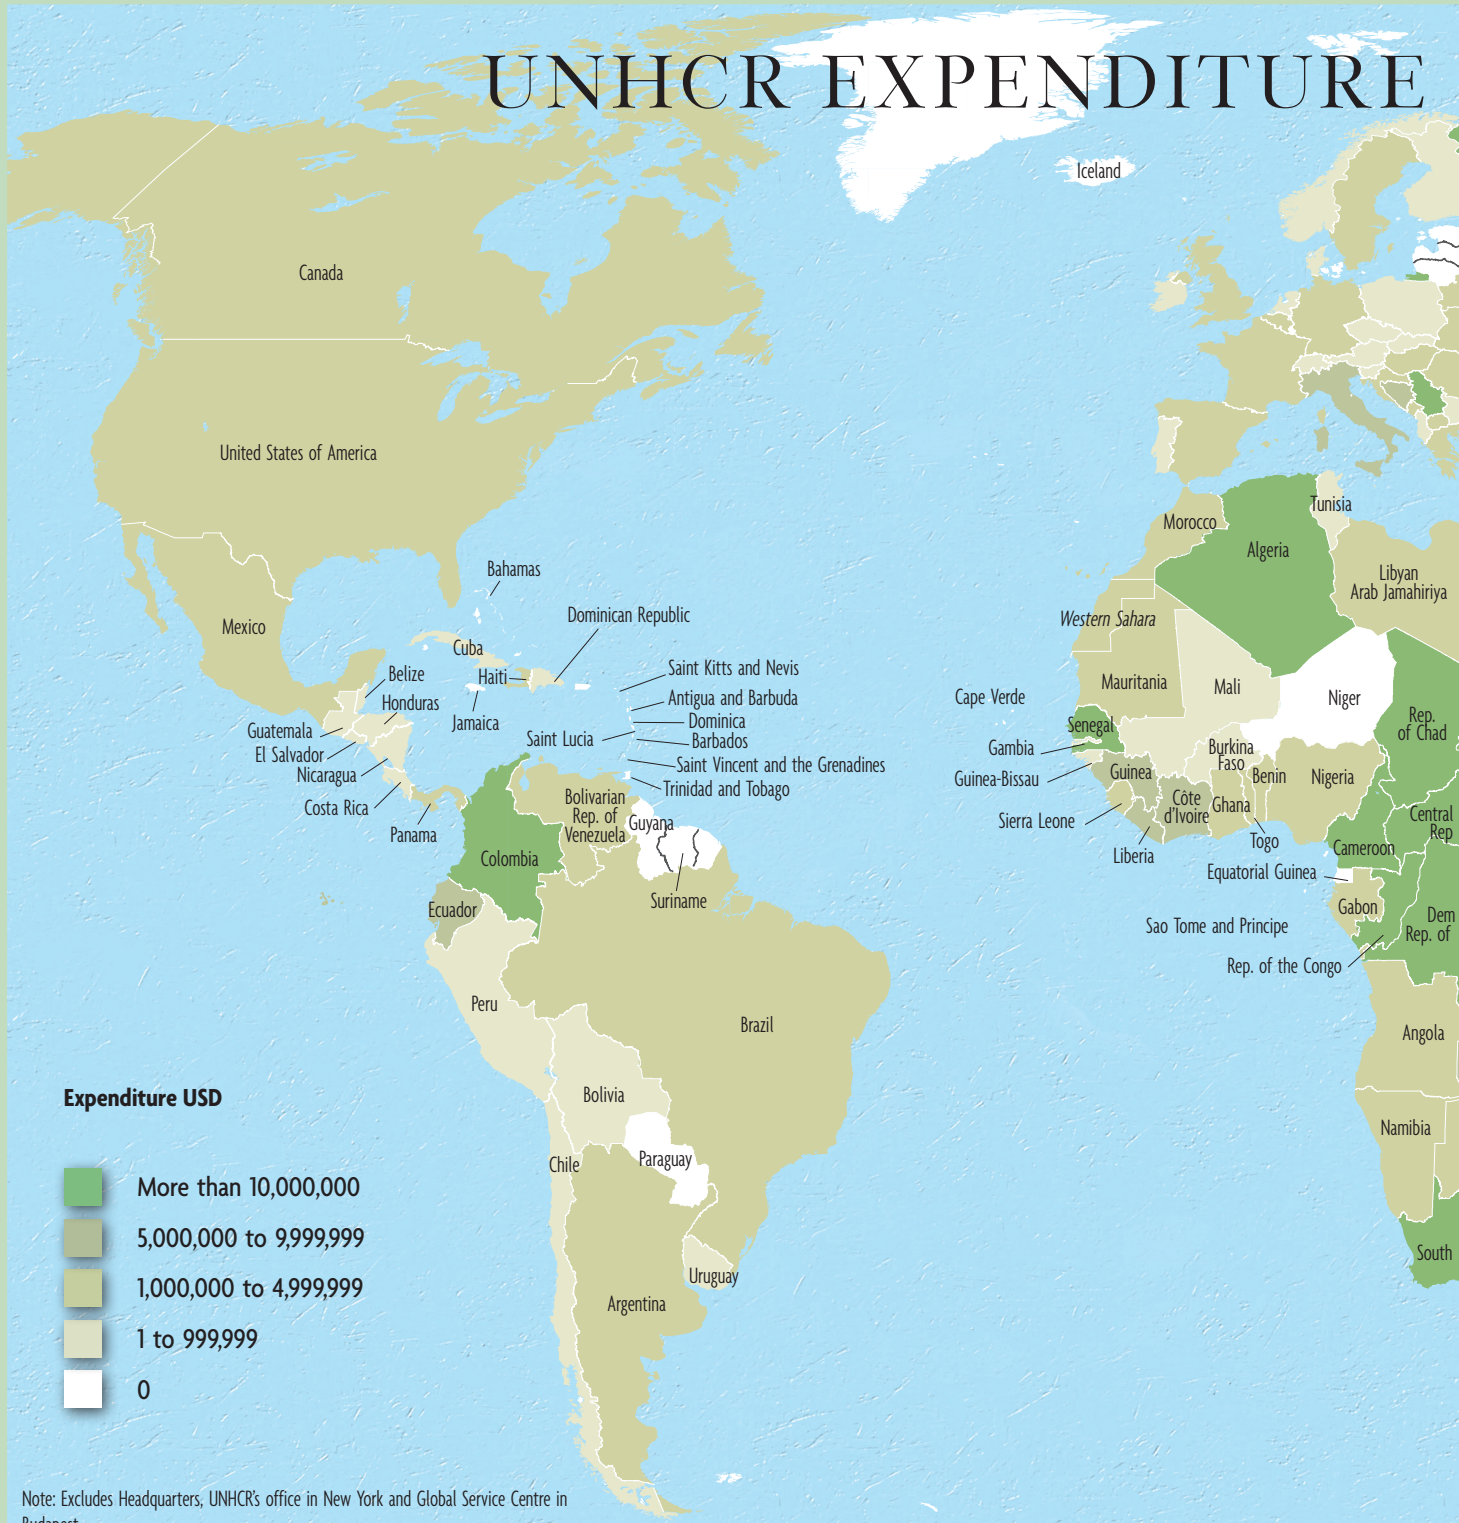 UNHCR EXPENDITURE
Iceland
Canada
United States of America
Mexico
Bahamas
Dominican Republic
Cuba
Haiti
Jamaica
Belize
Honduras
Guatemala
El Salvador
Nicaragua
Costa Rica
Panama
Saint Kitts and Nevis
Antigua and Barbuda
Dominica
Saint Lucia
Barbados
Saint Vincent and the Grenadines
Trinidad and Tobago
Bolivarian
Rep. of
Venezuela
Guyana
Suriname
Colombia
Ecuador
Peru
Brazil
Bolivia
Paraguay
Chile
Uruguay
Argentina
Tunisia
Morocco
Algeria
Libyan
Arab Jamahiriya
Western Sahara
Mauritania
Mali
Niger
Cape Verde
Senegal
Gambia
Guinea-Bissau
Guinea
Sierra Leone
Liberia
Côte
d'Ivoire
Burkina
Faso
Ghana
Benin
Togo
Nigeria
Rep.
of Chad
Central
Rep
Cameroon
Equatorial Guinea
Gabon
Sao Tome and Principe
Rep. of the Congo
Dem
Rep. of
Angola
Namibia
South
Expenditure USD
More than 10,000,000
5,000,000 to 9,999,999
1,000,000 to 4,999,999
1 to 999,999
0
Note: Excludes Headquarters, UNHCR's office in New York and Global Service Centre in